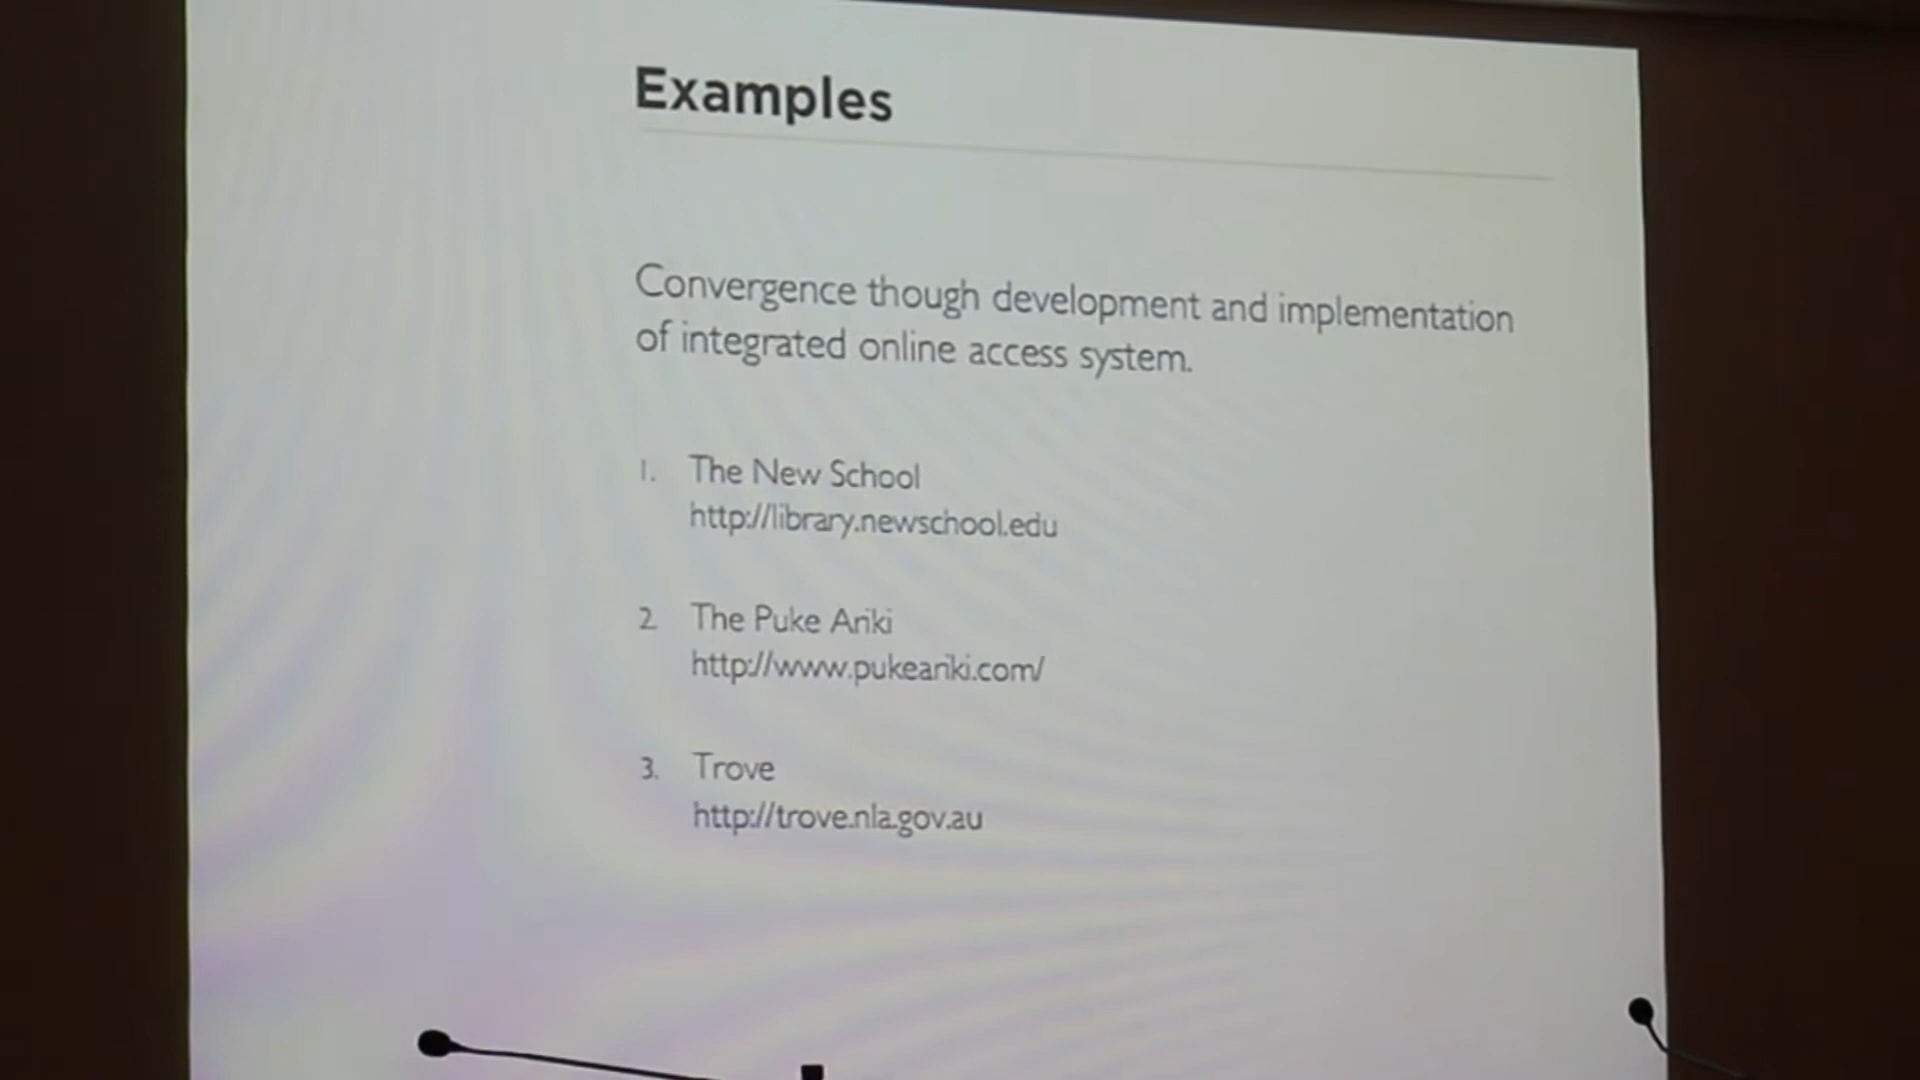 Examples
Convergence though development and implementation
of integrated online access system.
1. The New School
http://library.newschool.edu
2. The Puke Ariki
http://www.pukeariki.com/
3. Trove
http://trove.nla.gov.au